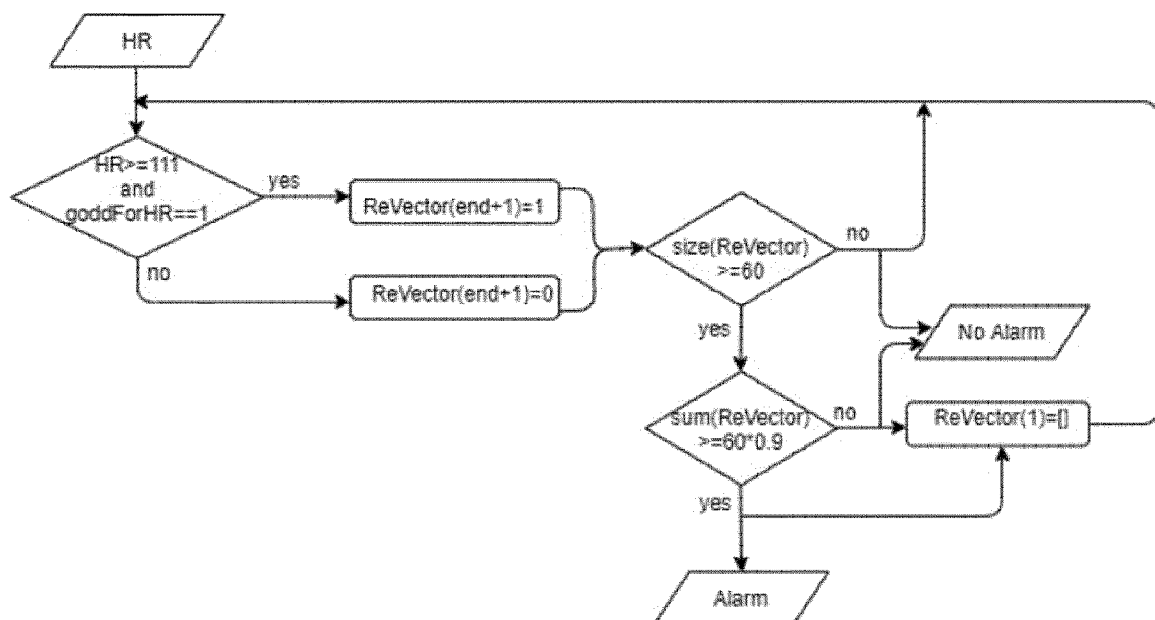 HR
HR>=111
and
goddForHR==1
yes
ReVector(end+1)=1
no
ReVector(end+1)=0
size(ReVector)
>=60
no
yes
No Alarm
sum(ReVector)
>=60*0.9
no
ReVector(1)=[]
yes
Alarm